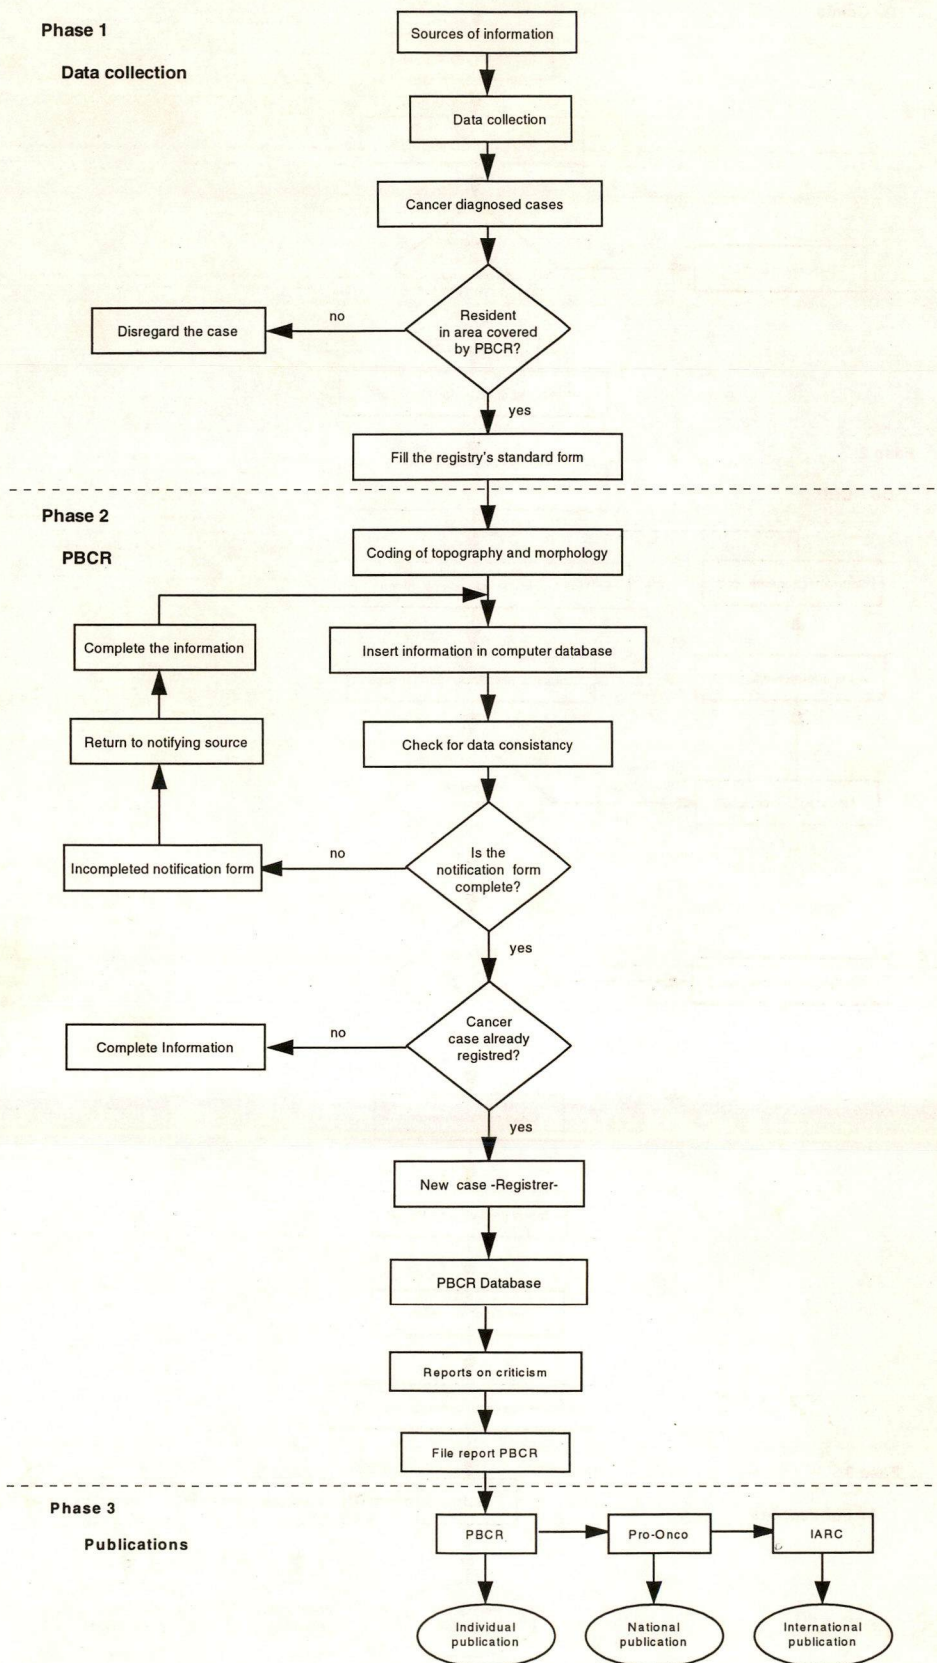 Phase 1
Data collection
Sources of information
Data collection
Cancer diagnosed cases
Resident
in area covered
by PBCR?
no
Disregard the case
yes
Fill the registry's standard form
Phase 2
PBCR
Coding of topography and morphology
Complete the information
Insert information in computer database
Return to notifying source
Check for data consistancy
Is the
notification form
complete?
no
Incompleted notification form
yes
Cancer
case already
registred?
no
Complete Information
yes
New case -Registrer-
PBCR Database
Reports on criticism
File report PBCR
Phase 3
Publications
PBCR
Pro-Onco
IARC
Individual
publication
National
publication
International
publication